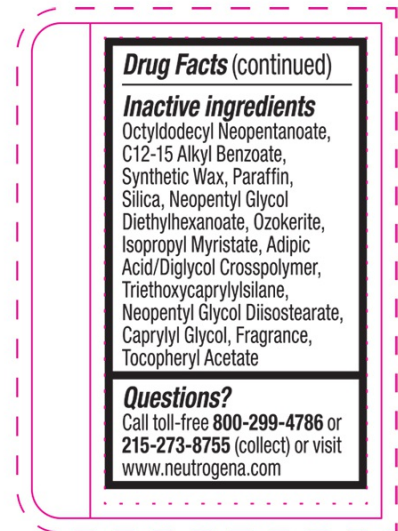 Drug Facts (continued)
Inactive ingredients
Octyldodecyl Neopentanoate,
C12-15 Alkyl Benzoate,
Synthetic Wax, Paraffin,
Silica, Neopentyl Glycol
Diethylhexanoate, Ozokerite,
Isopropyl Myristate, Adipic
Acid/Diglycol Crosspolymer,
Triethoxycaprylylsilane,
Neopentyl Glycol Diisostearate,
Caprylyl Glycol, Fragrance,
Tocopheryl Acetate
Questions?
Call toll-free 800-299-4786 or
215-273-8755 (collect) or visit
www.neutrogena.com